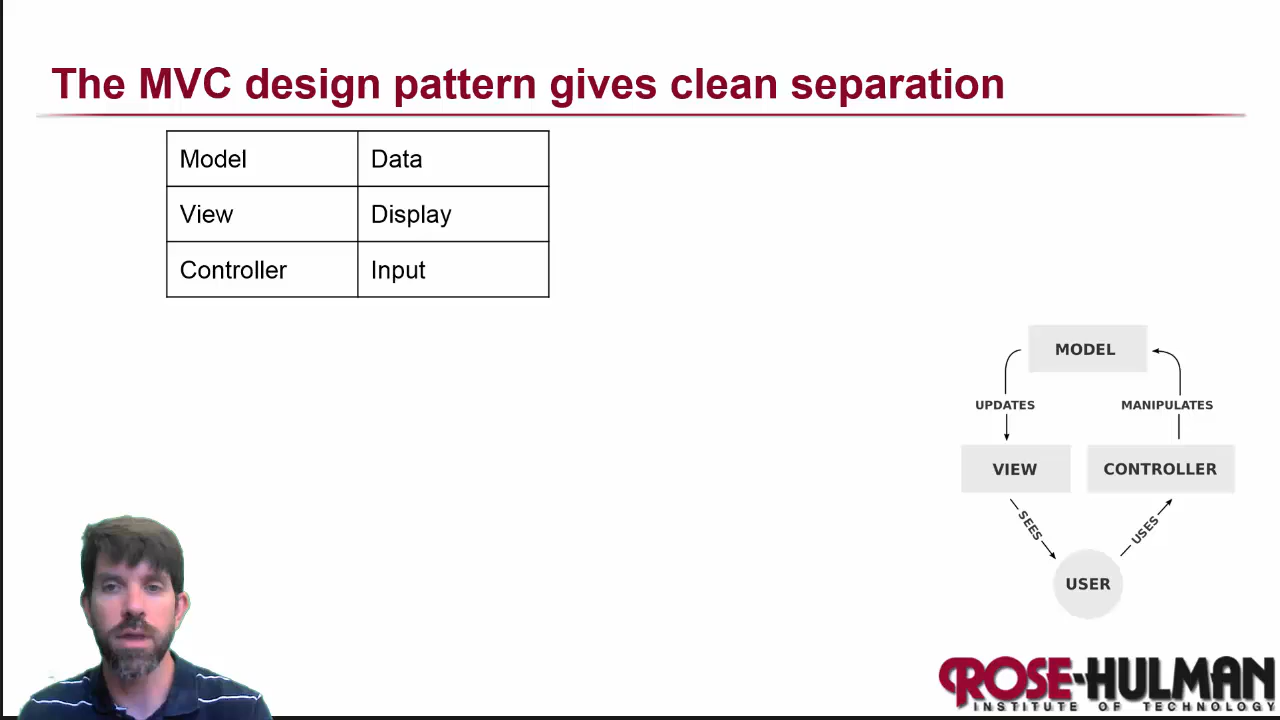 The MVC design pattern gives clean separation
Model Data
View Display
Controller Input
MODEL
UPDATES MANIPULATES
VIEW CONTROLLER
SEES USES
USER
ROSE-HULMAN
INSTITUTE OF TECHNOLOGY